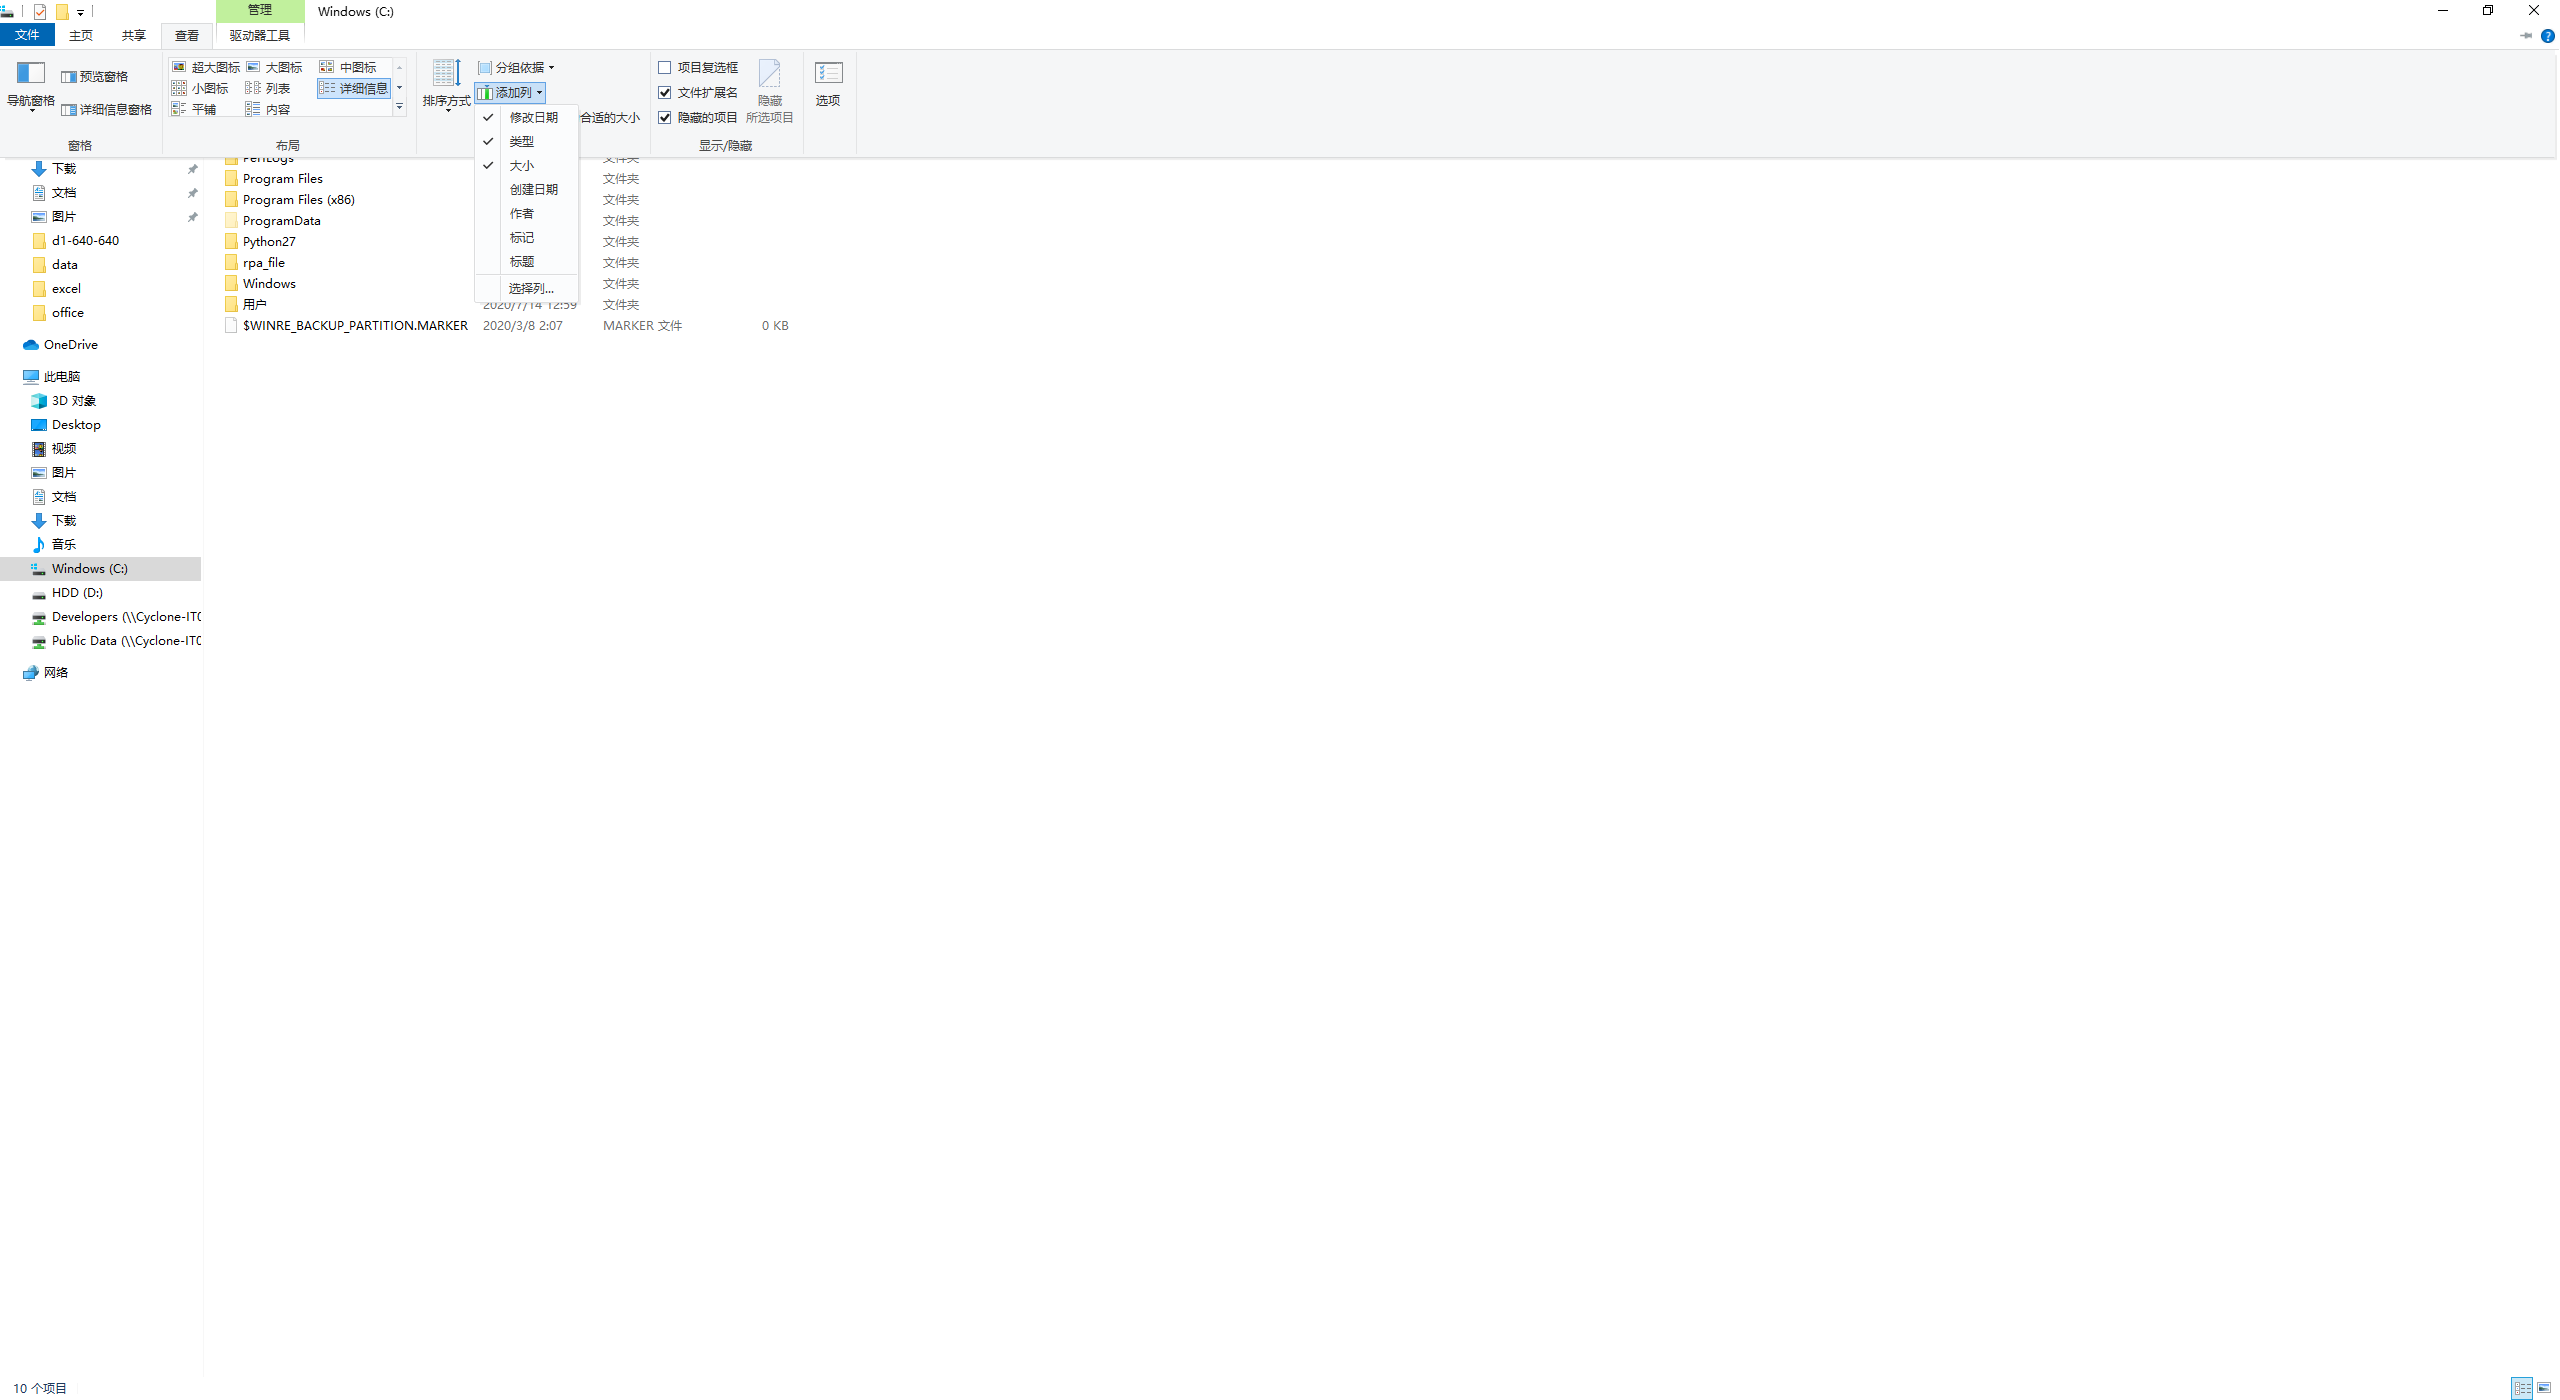 管理
Windows (C:)
文件
主页
共享
查看
驱动器工具
导航窗格
预览窗格
详细信息窗格
窗格
超大图标
大图标
中图标
小图标
列表
详细信息
平铺
内容
布局
排序方式
分组依据
添加列
合适的大小
项目复选框
文件扩展名
隐藏的项目
隐藏
所选项目
显示/隐藏
选项
修改日期
类型
大小
创建日期
作者
标记
标题
选择列...
下载
文档
图片
d1-640-640
data
excel
office
OneDrive
此电脑
3D 对象
Desktop
视频
图片
文档
下载
音乐
Windows (C:)
HDD (D:)
Developers (\\Cyclone-IT0
Public Data (\\Cyclone-IT0
网络
PerfLogs 文件夹
Program Files 文件夹
Program Files (x86) 文件夹
ProgramData 文件夹
Python27 文件夹
rpa_file 文件夹
Windows 文件夹
用户 2020/7/14 12:59 文件夹
$WINRE_BACKUP_PARTITION.MARKER 2020/3/8 2:07 MARKER 文件 0 KB
10 个项目